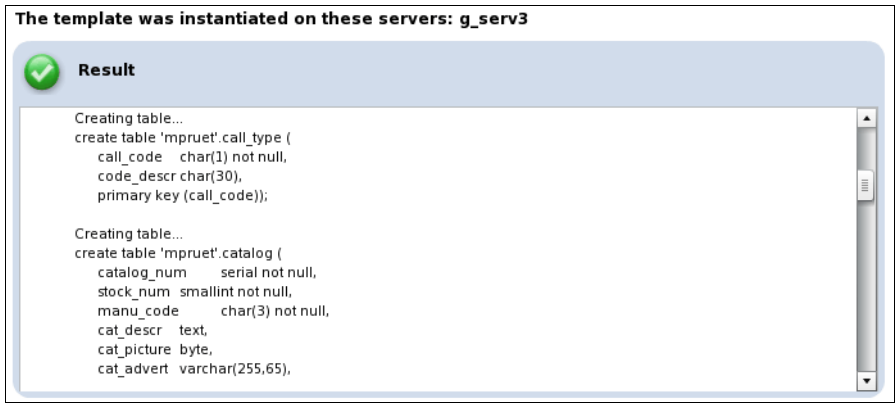 The template was instantiated on these servers: g_serv3
Result
Creating table...
create table 'mpruet'.call_type (
call_code char(1) not null,
code_descr char(30),
primary key (call_code));
Creating table...
create table 'mpruet'.catalog (
catalog_num serial not null,
stock_num smallint not null,
manu_code char(3) not null,
cat_descr text,
cat_picture byte,
cat_advert varchar(255,65),